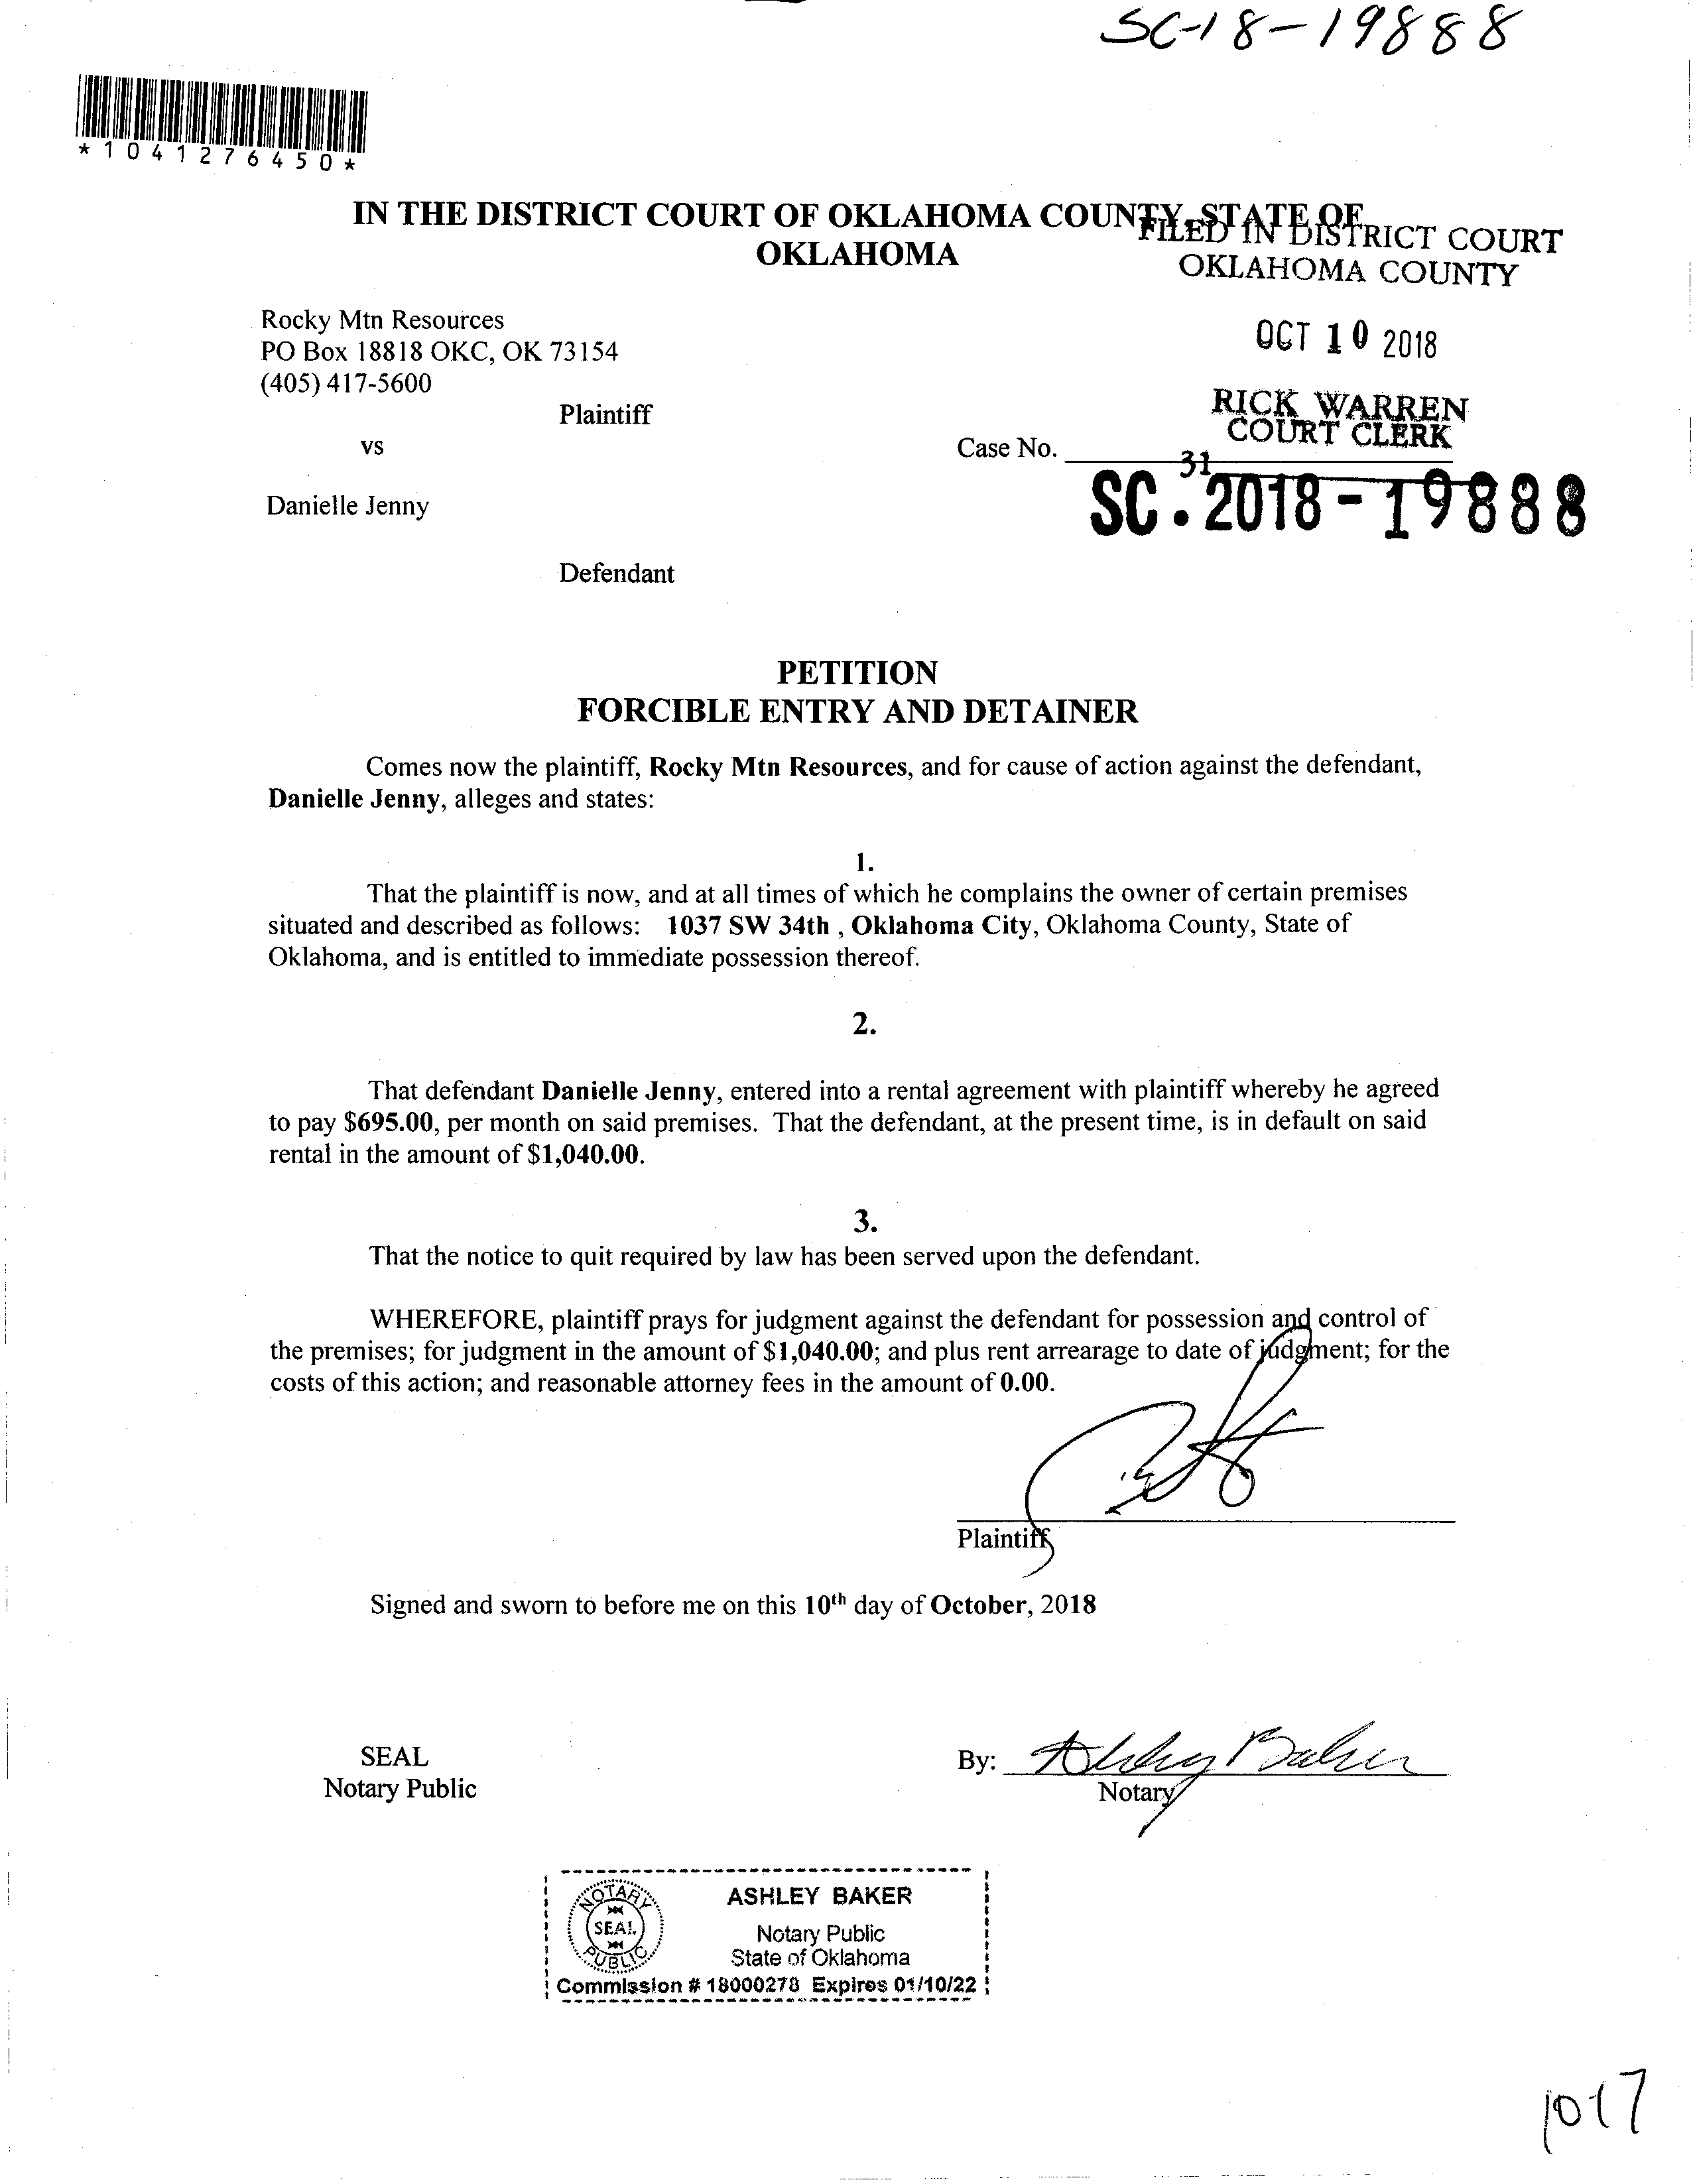 SC-18-19888
*1041276450*
IN THE DISTRICT COURT OF OKLAHOMA COUNTY, STATE OF
OKLAHOMA
FILED IN DISTRICT COURT
OKLAHOMA COUNTY
OCT 10 2018
RICK WARREN
COURT CLERK
31
Rocky Mtn Resources
PO Box 18818 OKC, OK 73154
(405) 417-5600
Plaintiff
vs
Case No.
SC.2018-19888
Danielle Jenny
Defendant
PETITION
FORCIBLE ENTRY AND DETAINER
Comes now the plaintiff, Rocky Mtn Resources, and for cause of action against the defendant,
Danielle Jenny, alleges and states:
1.
That the plaintiff is now, and at all times of which he complains the owner of certain premises
situated and described as follows: 1037 SW 34th , Oklahoma City, Oklahoma County, State of
Oklahoma, and is entitled to immediate possession thereof.
2.
That defendant Danielle Jenny, entered into a rental agreement with plaintiff whereby he agreed
to pay $695.00, per month on said premises. That the defendant, at the present time, is in default on said
rental in the amount of $1,040.00.
3.
That the notice to quit required by law has been served upon the defendant.
WHEREFORE, plaintiff prays for judgment against the defendant for possession and control of
the premises; for judgment in the amount of $1,040.00; and plus rent arrearage to date of judgment; for the
costs of this action; and reasonable attorney fees in the amount of 0.00.
Plaintiff
Signed and sworn to before me on this 10th day of October, 2018
SEAL
Notary Public
By: Ashley Baker
Notary
NOTARY
SEAL
PUBLIC
ASHLEY BAKER
Notary Public
State of Oklahoma
Commission # 18000278 Expires 01/10/22
1017